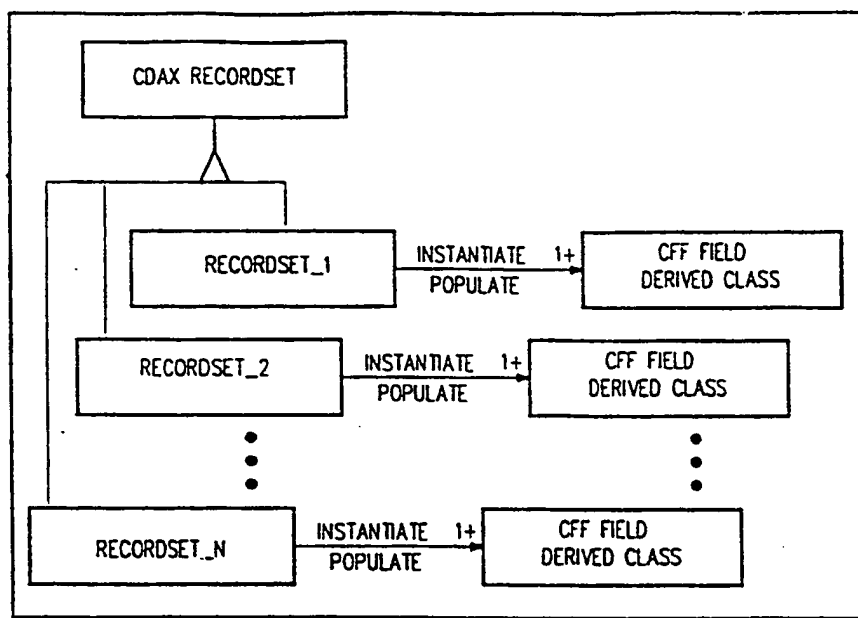 CDAX RECORDSET
RECORDSET_1
INSTANTIATE 1+
POPULATE
CFF FIELD
DERIVED CLASS
RECORDSET_2
INSTANTIATE 1+
POPULATE
CFF FIELD
DERIVED CLASS
RECORDSET_N
INSTANTIATE 1+
POPULATE
CFF FIELD
DERIVED CLASS